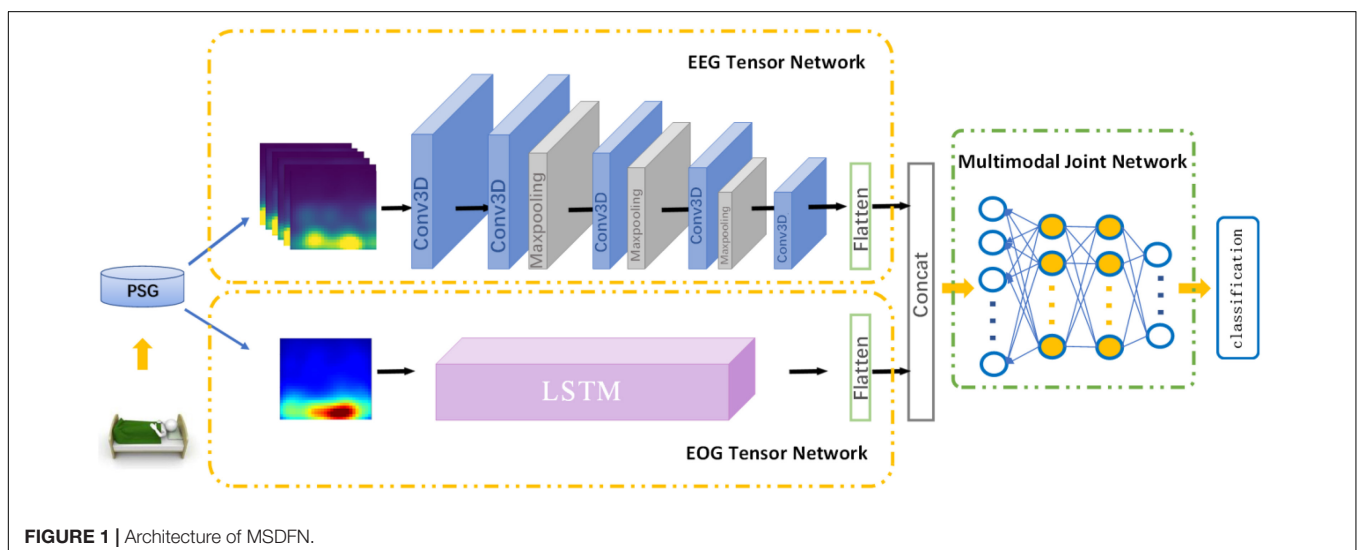 EEG Tensor Network
Conv3D
Conv3D
Maxpooling
Conv3D
Maxpooling
Conv3D
Maxpooling
Conv3D
Flatten
PSG
LSTM
Flatten
EOG Tensor Network
Concat
Multimodal Joint Network
classification
FIGURE 1 | Architecture of MSDFN.